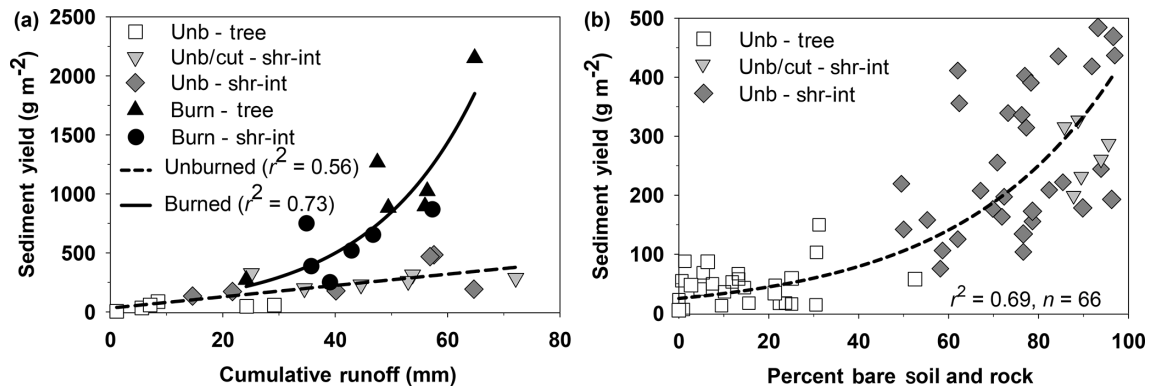 (a)
2500
2000
1500
1000
500
0
Sediment yield (g m⁻²)
Unb - tree
Unb/cut - shr-int
Unb - shr-int
Burn - tree
Burn - shr-int
Unburned (r² = 0.56)
Burned (r² = 0.73)
0 20 40 60 80
Cumulative runoff (mm)
(b)
500
400
300
200
100
0
Sediment yield (g m⁻²)
Unb - tree
Unb/cut - shr-int
Unb - shr-int
r² = 0.69, n = 66
0 20 40 60 80 100
Percent bare soil and rock